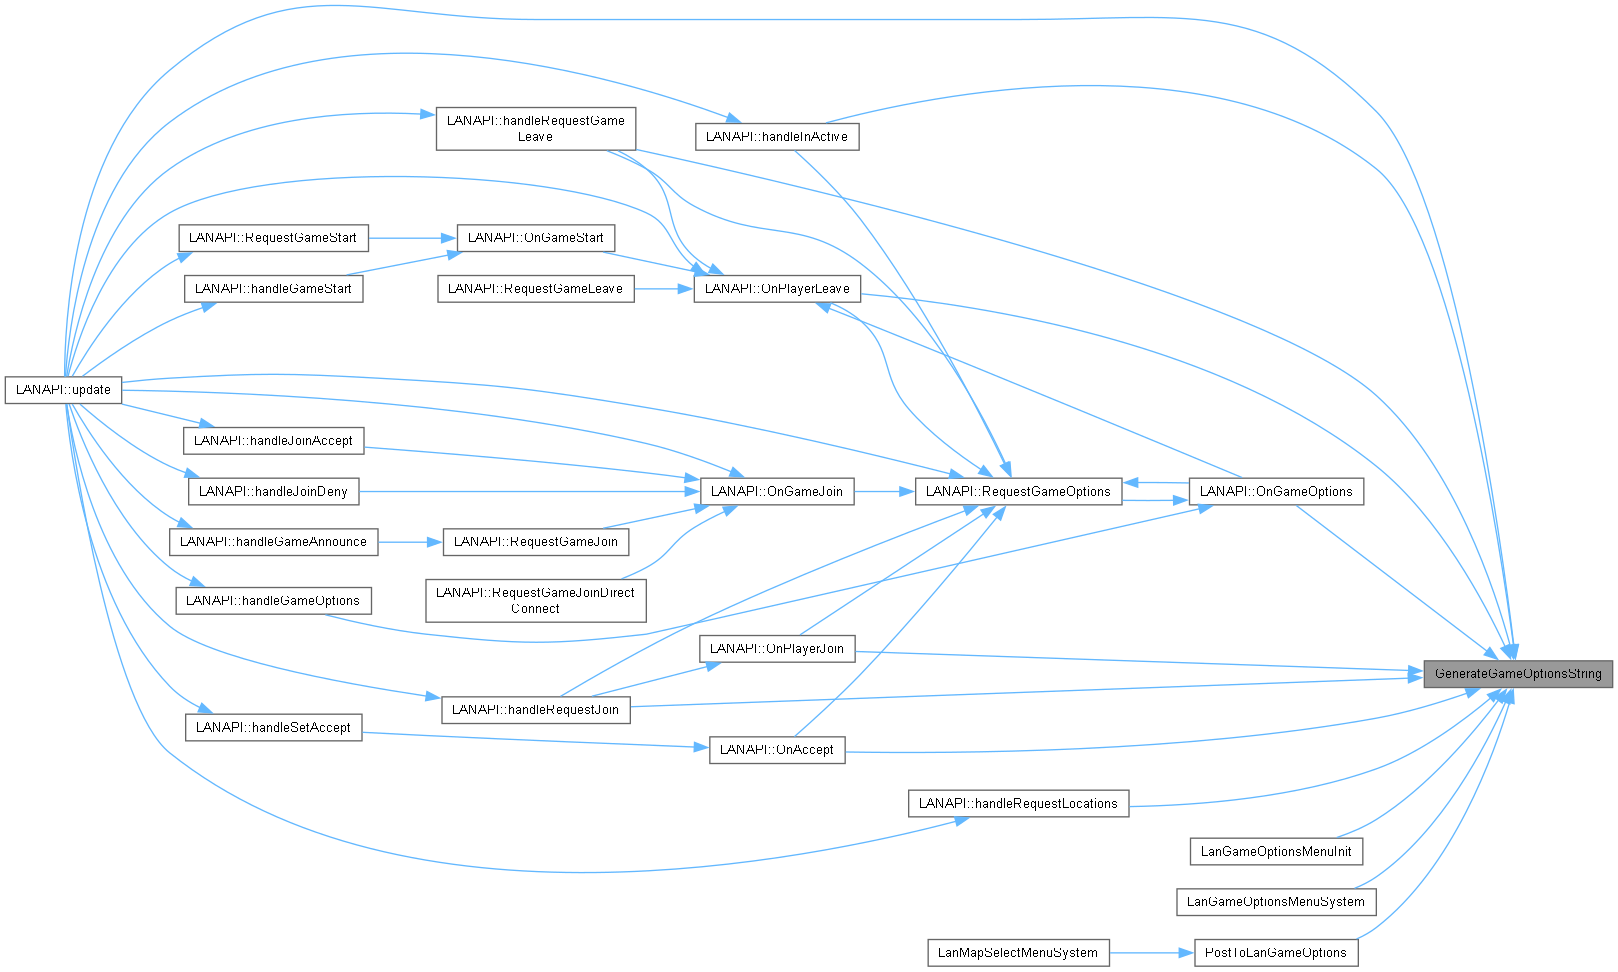 LANAPI::handleRequestGame
Leave
LANAPI::handleInActive
LANAPI::RequestGameStart
LANAPI::OnGameStart
LANAPI::handleGameStart
LANAPI::RequestGameLeave
LANAPI::OnPlayerLeave
LANAPI::update
LANAPI::handleJoinAccept
LANAPI::handleJoinDeny
LANAPI::OnGameJoin
LANAPI::RequestGameOptions
LANAPI::OnGameOptions
LANAPI::handleGameAnnounce
LANAPI::RequestGameJoin
LANAPI::handleGameOptions
LANAPI::RequestGameJoinDirect
Connect
LANAPI::OnPlayerJoin
GenerateGameOptionsString
LANAPI::handleRequestJoin
LANAPI::handleSetAccept
LANAPI::OnAccept
LANAPI::handleRequestLocations
LanGameOptionsMenuInit
LanGameOptionsMenuSystem
LanMapSelectMenuSystem
PostToLanGameOptions